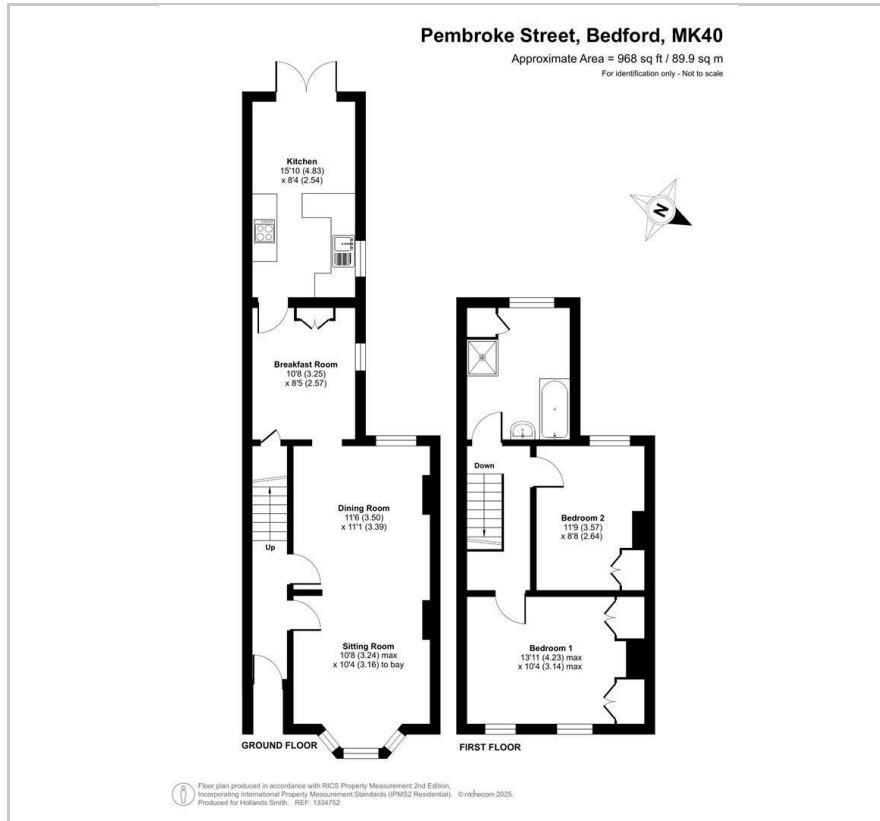 Pembroke Street, Bedford, MK40
Approximate Area = 968 sq ft / 89.9 sq m
For identification only - Not to scale
Kitchen
15'10 (4.83)
x 8'4 (2.54)
N
Breakfast Room
10'8 (3.25)
x 8'5 (2.57)
Dining Room
11'6 (3.50)
x 11'1 (3.39)
Up
Sitting Room
10'8 (3.24) max
x 10'4 (3.16) to bay
GROUND FLOOR
Down
Bedroom 2
11'9 (3.57)
x 8'8 (2.64)
Bedroom 1
13'11 (4.23) max
x 10'4 (3.14) max
FIRST FLOOR
Floor plan produced in accordance with RICS Property Measurement 2nd Edition,
Incorporating International Property Measurement Standards (IPMS2 Residential). © nichecom 2025.
Produced for Hollands Smith. REF: 1334752